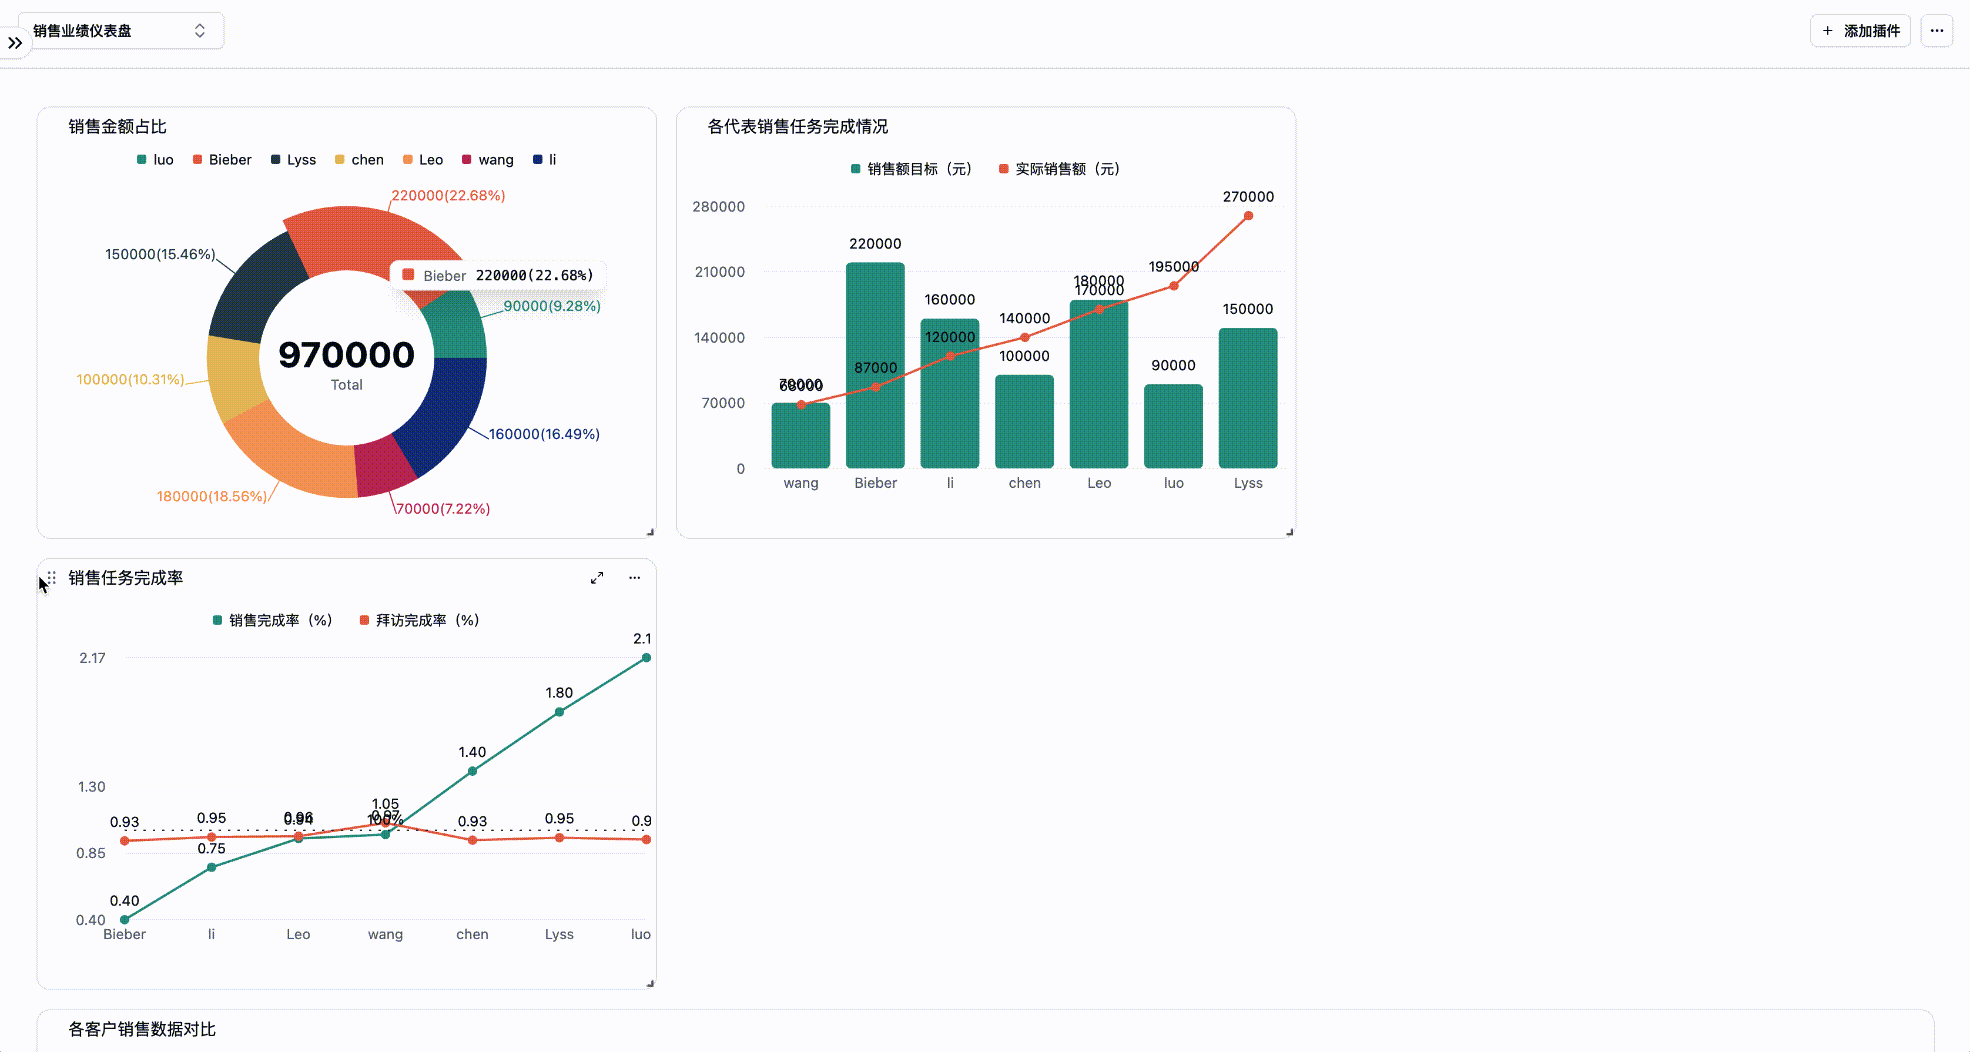 销售业绩仪表盘
+ 添加插件
销售金额占比
luo Bieber Lyss chen Leo wang li
220000(22.68%)
150000(15.46%)
Bieber 220000(22.68%)
90000(9.28%)
970000
Total
100000(10.31%)
160000(16.49%)
180000(18.56%)
70000(7.22%)
各代表销售任务完成情况
销售额目标（元） 实际销售额（元）
280000
210000
140000
70000
0
270000
220000
195000
180000
170000
160000
150000
140000
120000
100000
87000
90000
70000
68000
wang Bieber li chen Leo luo Lyss
销售任务完成率
销售完成率（%） 拜访完成率（%）
2.17
1.30
0.85
0.40
2.1
1.80
1.40
1.05
0.97
100%
0.93 0.95 0.96 0.93 0.95 0.9
0.94
0.75
0.40
Bieber li Leo wang chen Lyss luo
各客户销售数据对比